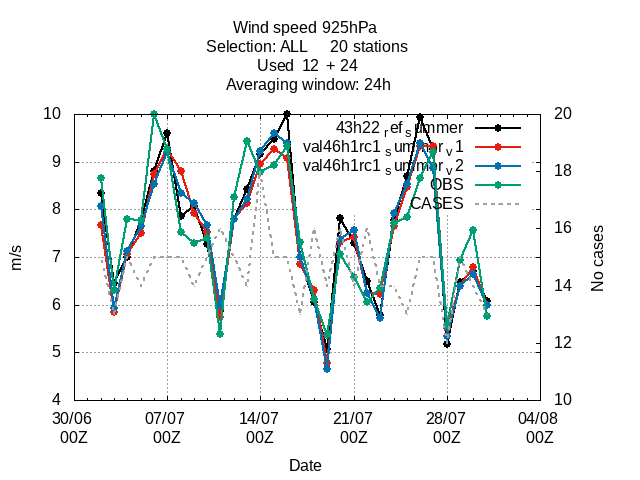 Wind speed 925hPa
Selection: ALL 20 stations
Used 12 + 24
Averaging window: 24h
10
9
8
7
6
5
4
m/s
20
18
16
14
12
10
No cases
43h22_ref_summer
val46h1rc1_summer_v1
val46h1rc1_summer_v2
OBS
CASES
30/06 07/07 14/07 21/07 28/07 04/08
00Z 00Z 00Z 00Z 00Z 00Z
Date